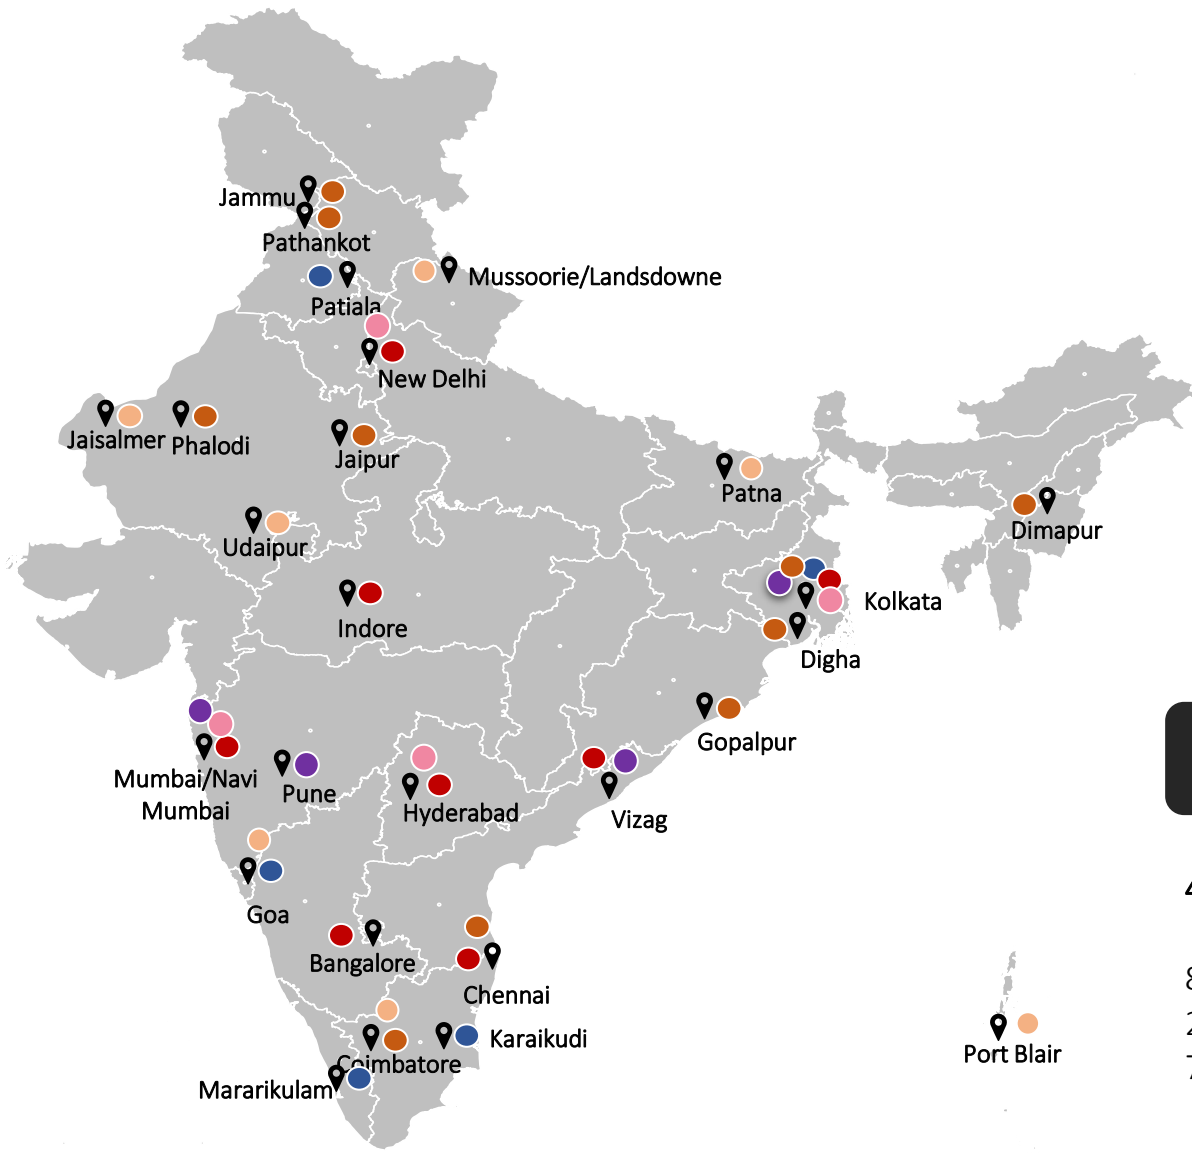 Jammu
Pathankot
Mussoorie/Landsdowne
Patiala
New Delhi
Jaisalmer
Phalodi
Jaipur
Patna
Dimapur
Udaipur
Kolkata
Indore
Digha
Gopalpur
Mumbai/Navi
Mumbai
Pune
Hyderabad
Vizag
Goa
Bangalore
Chennai
Karaikudi
Coimbatore
Port Blair
Mararikulam